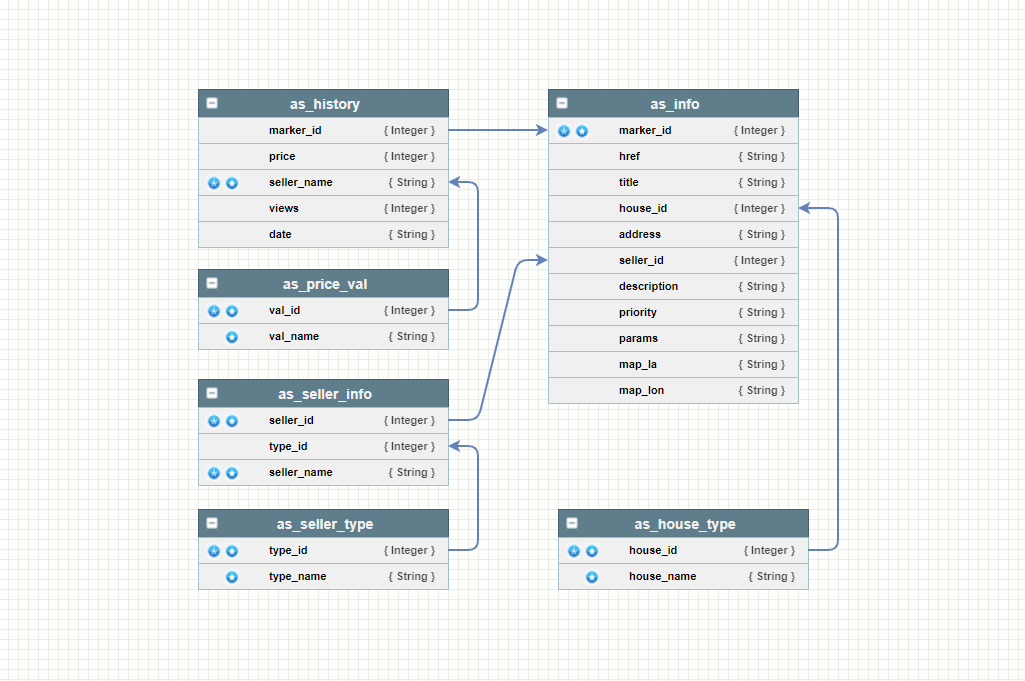 as_history
marker_id { Integer }
price { Integer }
seller_name { String }
views { Integer }
date { String }
as_price_val
val_id { Integer }
val_name { String }
as_seller_info
seller_id { Integer }
type_id { Integer }
seller_name { String }
as_seller_type
type_id { Integer }
type_name { String }
as_info
marker_id { Integer }
href { String }
title { String }
house_id { Integer }
address { String }
seller_id { Integer }
description { String }
priority { String }
params { String }
map_la { String }
map_lon { String }
as_house_type
house_id { Integer }
house_name { String }